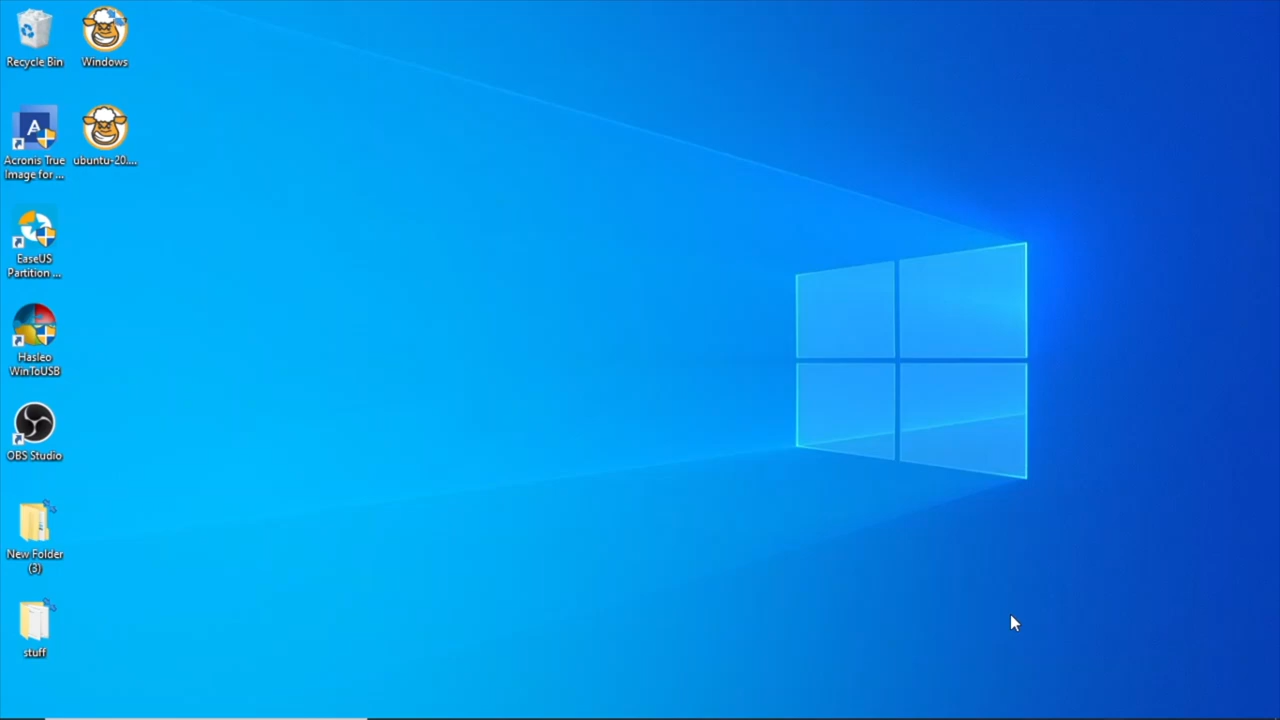 Recycle Bin
Windows
Acronis True
Image for ...
ubuntu-20....
EaseUS
Partition ...
Hasleo
WinToUSB
OBS Studio
New Folder
(3)
stuff